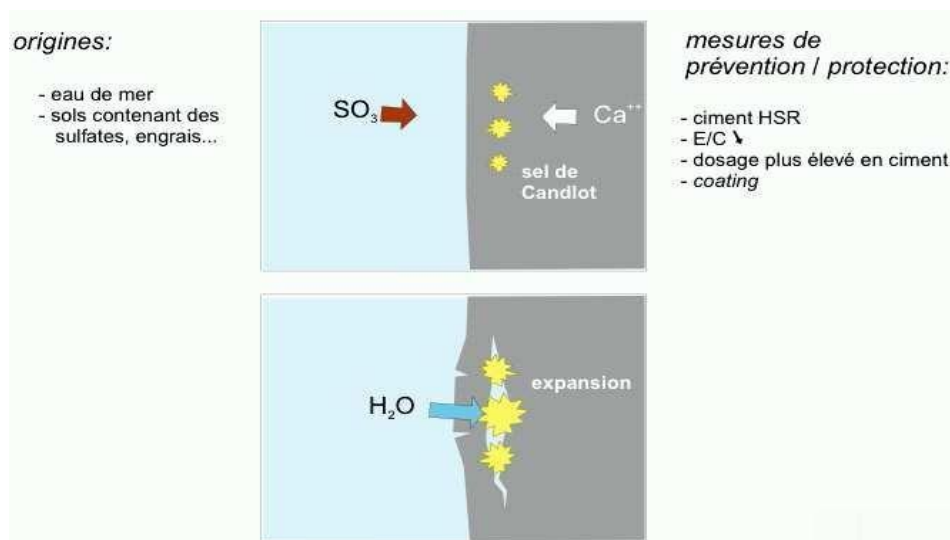 origines:
- eau de mer
- sols contenant des
sulfates, engrais...
SO₃
Ca⁺⁺
sel de
Candlot
mesures de
prévention / protection:
- ciment HSR
- E/C ↘
- dosage plus élevé en ciment
- coating
H₂O
expansion